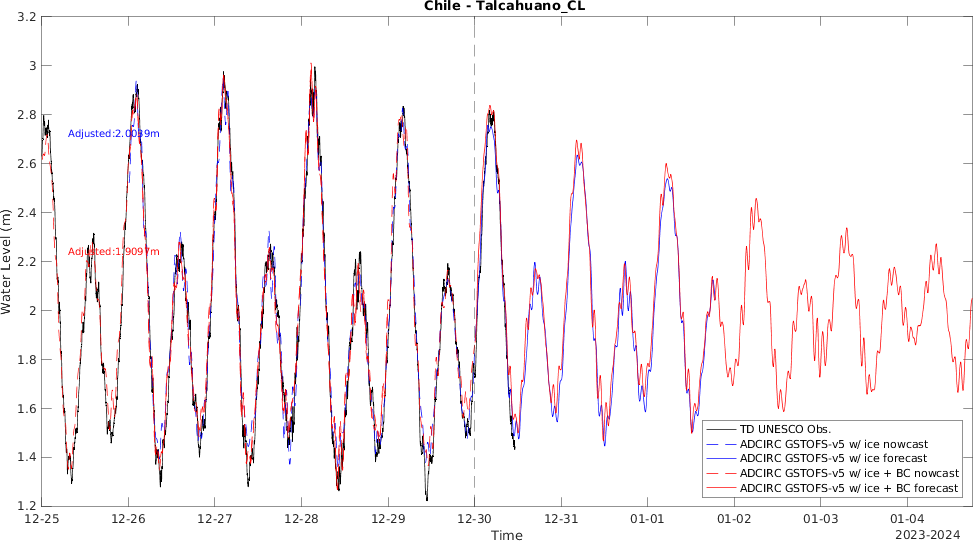 Chile - Talcahuano_CL
3.2
3
2.8
2.6
2.4
2.2
2
1.8
1.6
1.4
1.2
Water Level (m)
Adjusted:2.0039m
Adjusted:1.9097m
TD UNESCO Obs.
ADCIRC GSTOFS-v5 w/ ice nowcast
ADCIRC GSTOFS-v5 w/ ice forecast
ADCIRC GSTOFS-v5 w/ ice + BC nowcast
ADCIRC GSTOFS-v5 w/ ice + BC forecast
12-25 12-26 12-27 12-28 12-29 12-30 12-31 01-01 01-02 01-03 01-04
Time
2023-2024